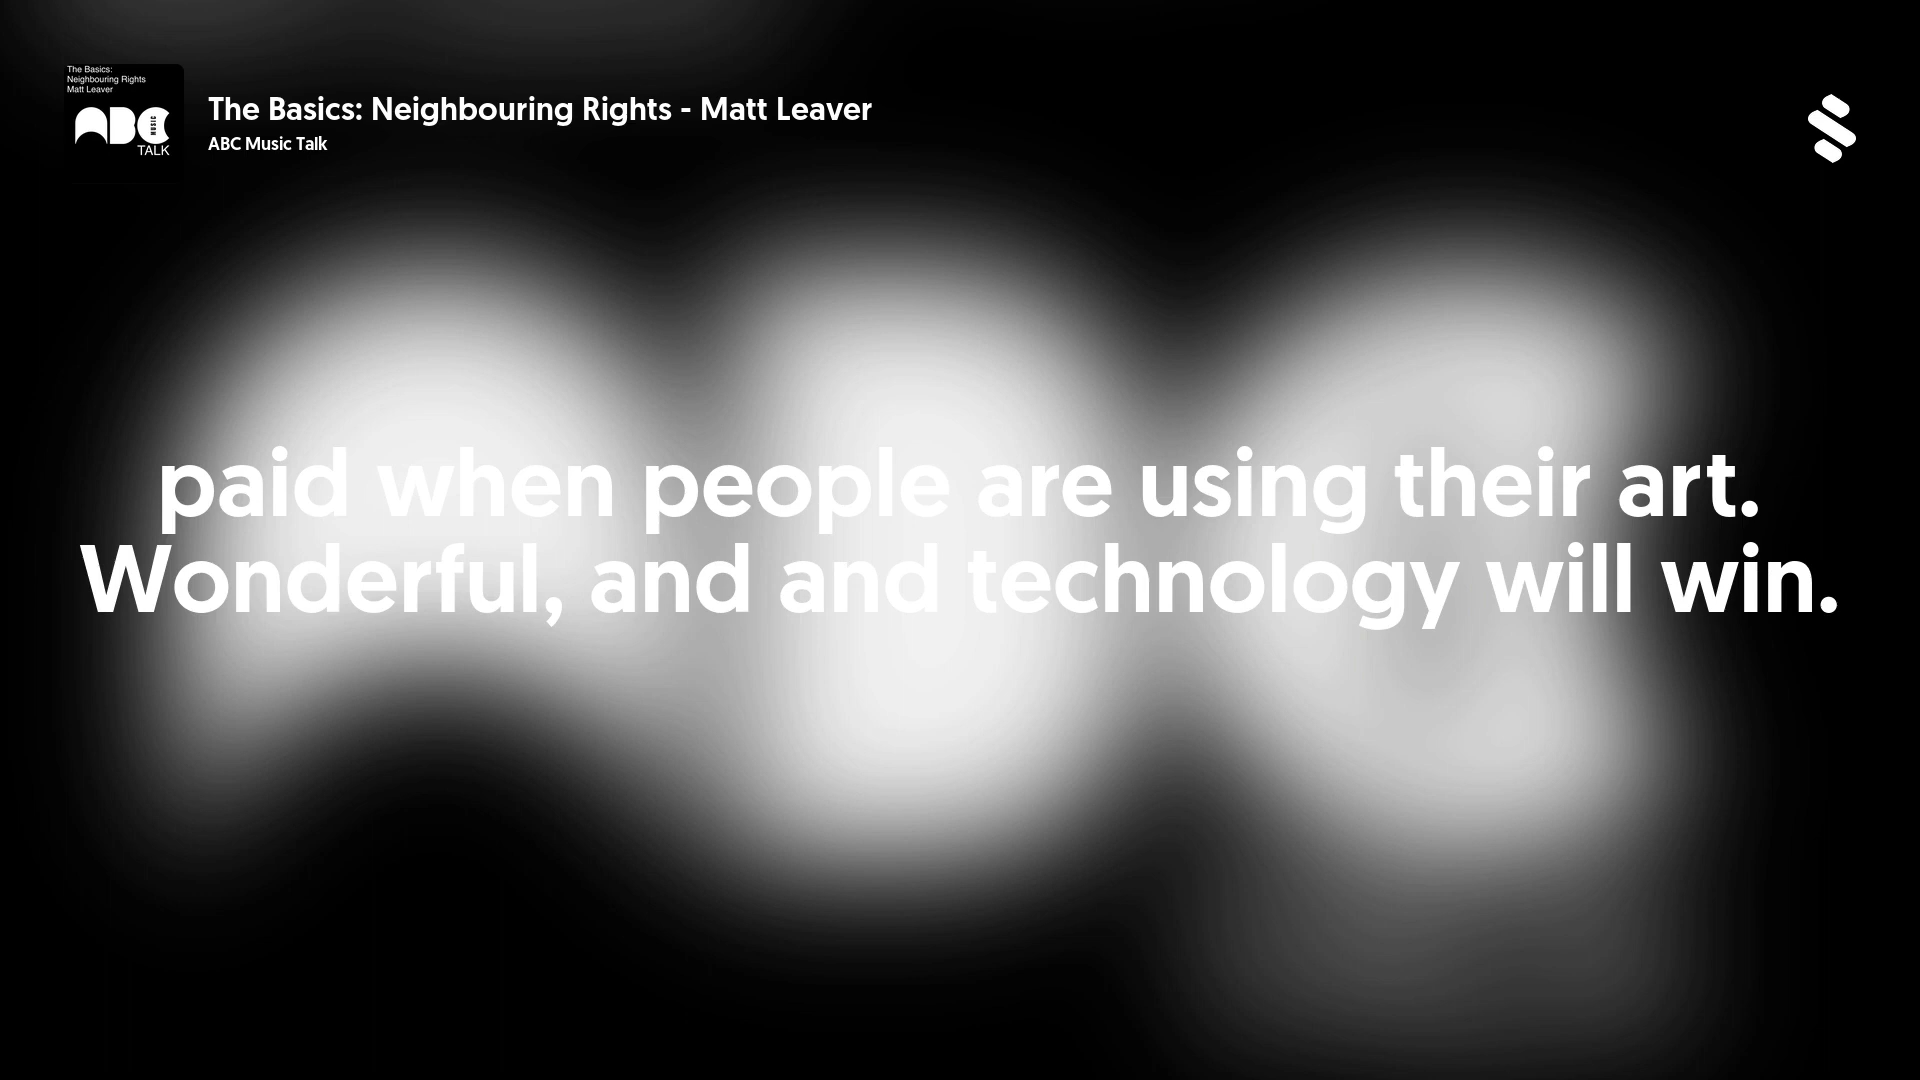 The Basics:
Neighbouring Rights
Matt Leaver
ABC MUSIC
TALK
The Basics: Neighbouring Rights - Matt Leaver
ABC Music Talk
paid when people are using their art.
Wonderful, and and technology will win.